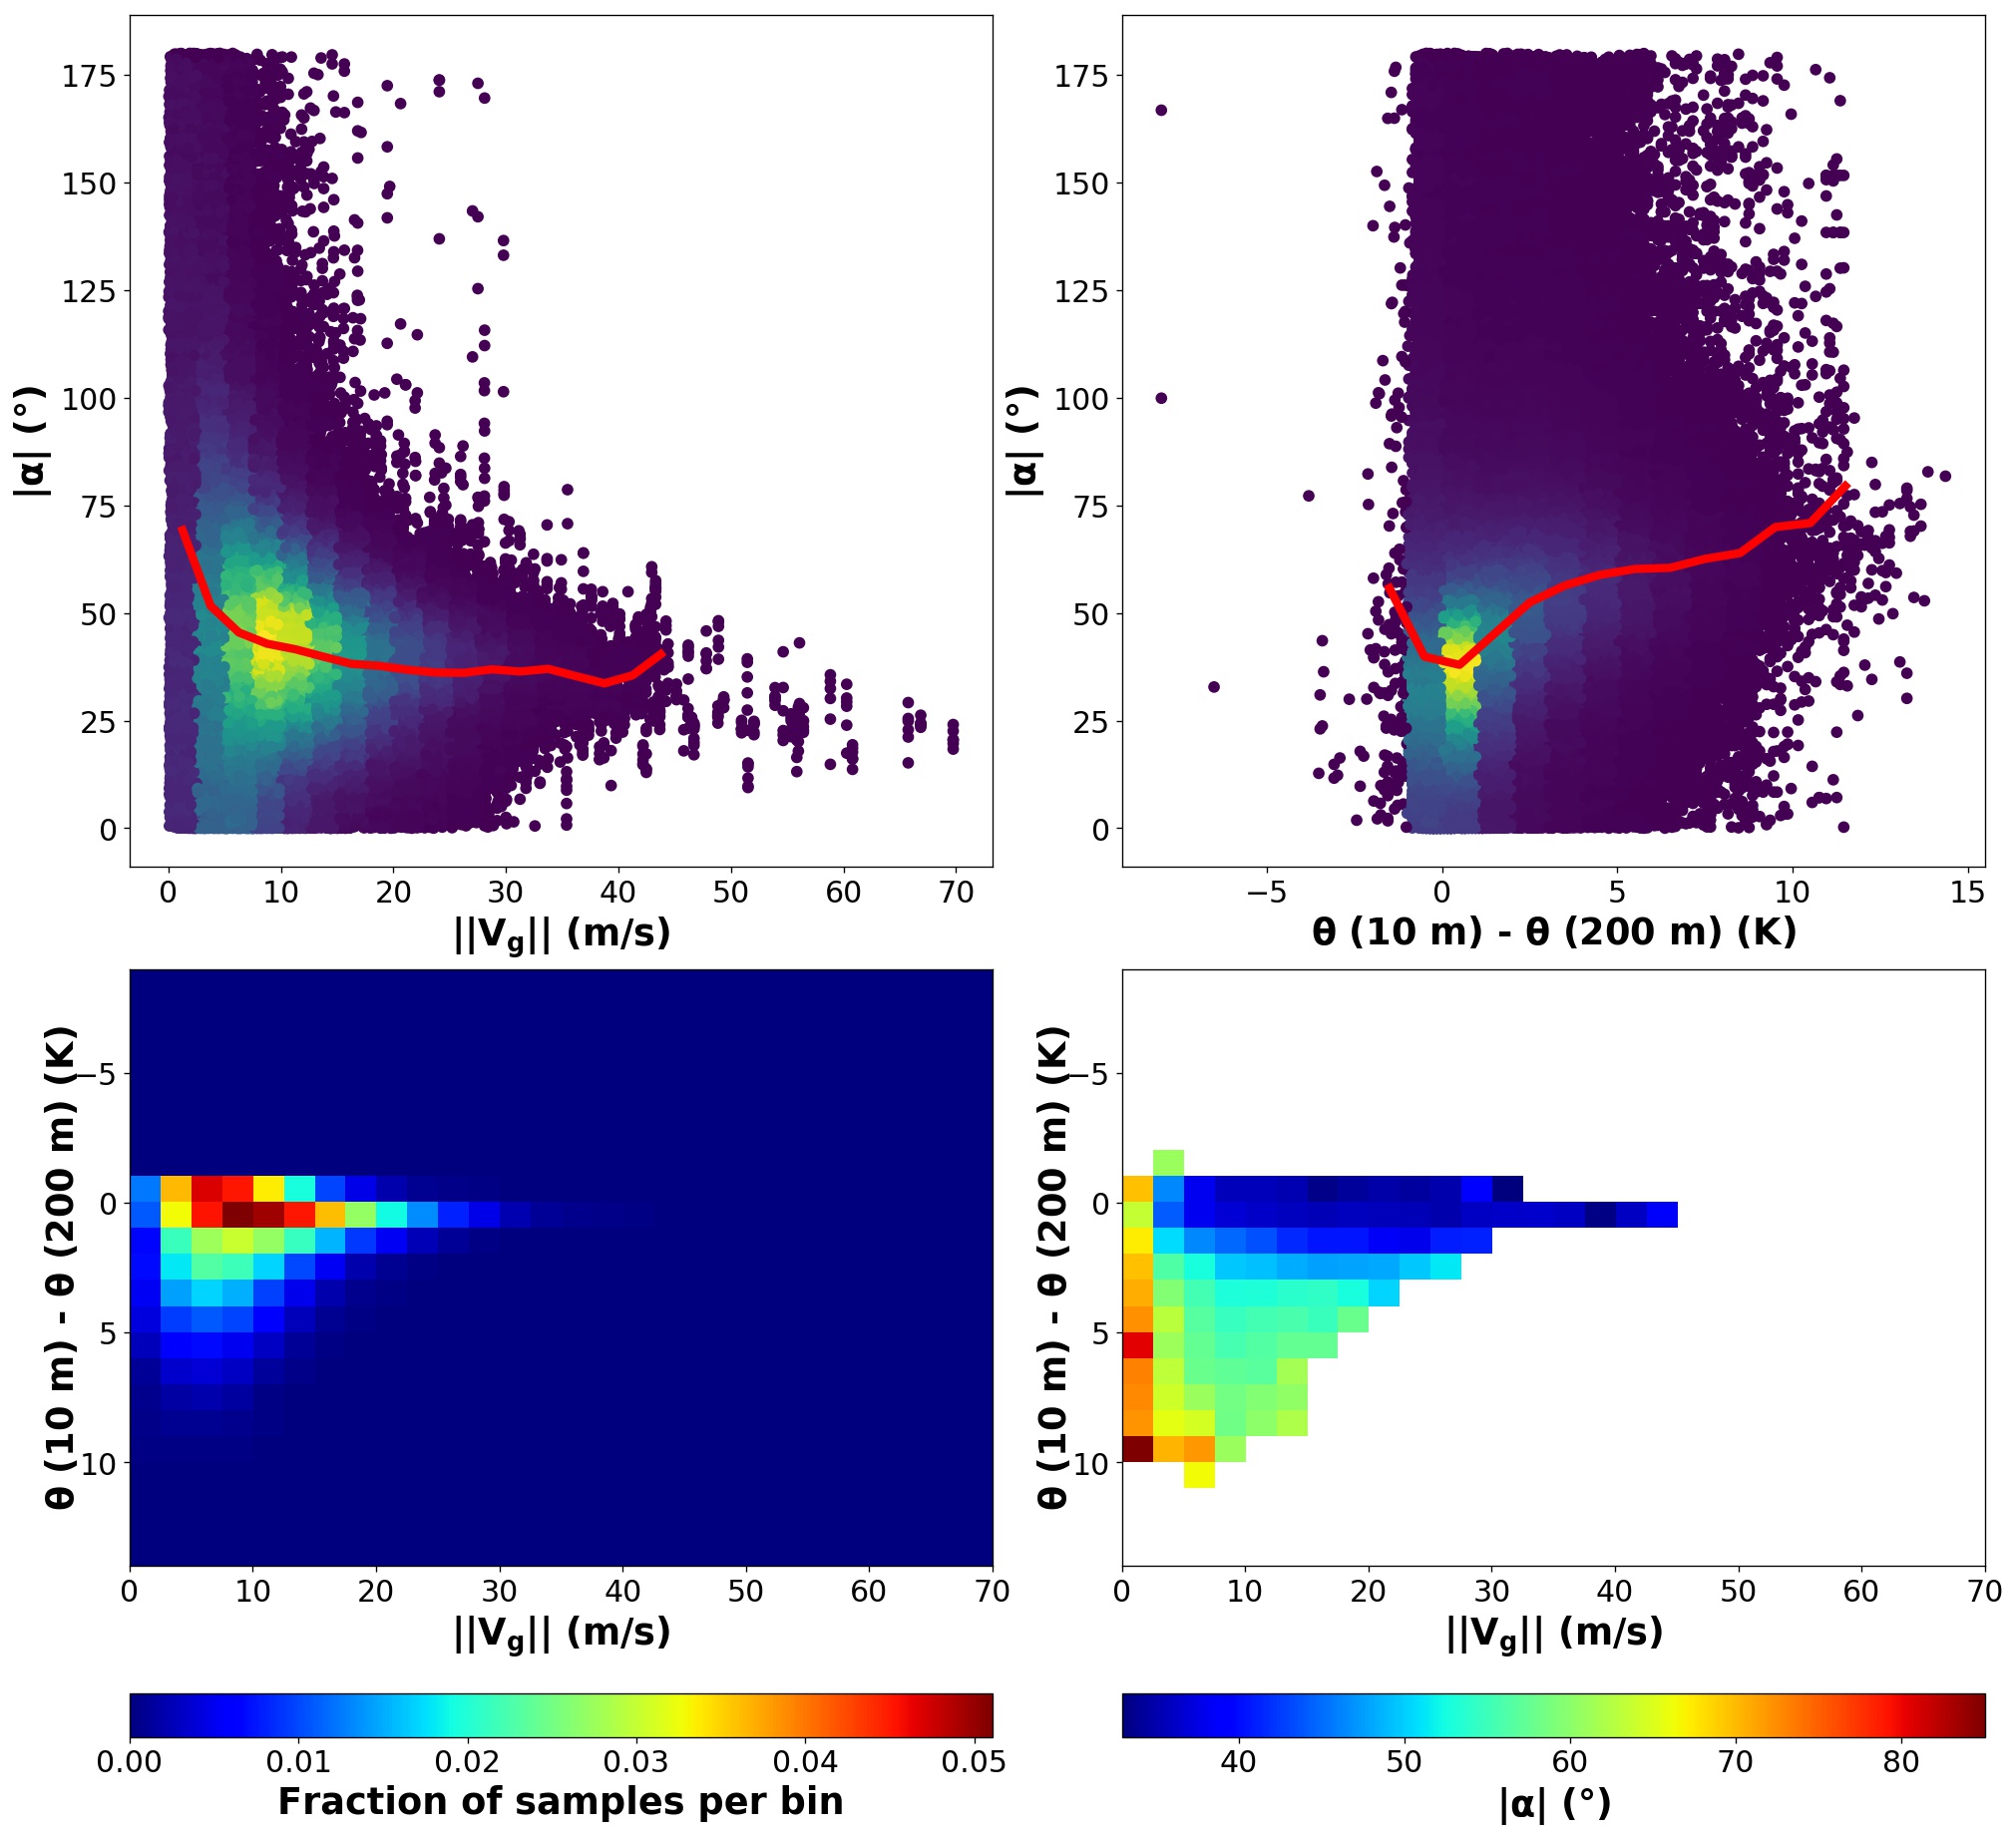 175
150
125
100
75
50
25
0
|α| (°)
0 10 20 30 40 50 60 70
||Vg|| (m/s)
175
150
125
100
75
50
25
0
|α| (°)
−5 0 5 10 15
θ (10 m) - θ (200 m) (K)
−5
0
5
10
θ (10 m) - θ (200 m) (K)
0 10 20 30 40 50 60 70
||Vg|| (m/s)
−5
0
5
10
θ (10 m) - θ (200 m) (K)
0 10 20 30 40 50 60 70
||Vg|| (m/s)
0.00 0.01 0.02 0.03 0.04 0.05
Fraction of samples per bin
40 50 60 70 80
|α| (°)